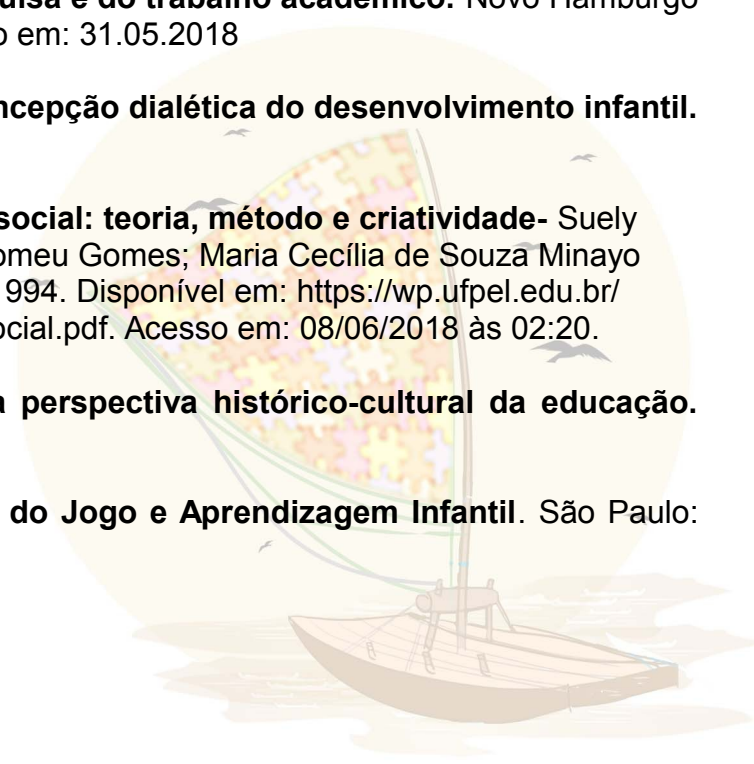 uisa e do trabalho acadêmico. Novo Hamburgo
o em: 31.05.2018
ncepção dialética do desenvolvimento infantil.
social: teoria, método e criatividade- Suely
omeu Gomes; Maria Cecília de Souza Minayo
1994. Disponível em: https://wp.ufpel.edu.br/
ocial.pdf. Acesso em: 08/06/2018 às 02:20.
a perspectiva histórico-cultural da educação.
do Jogo e Aprendizagem Infantil. São Paulo: